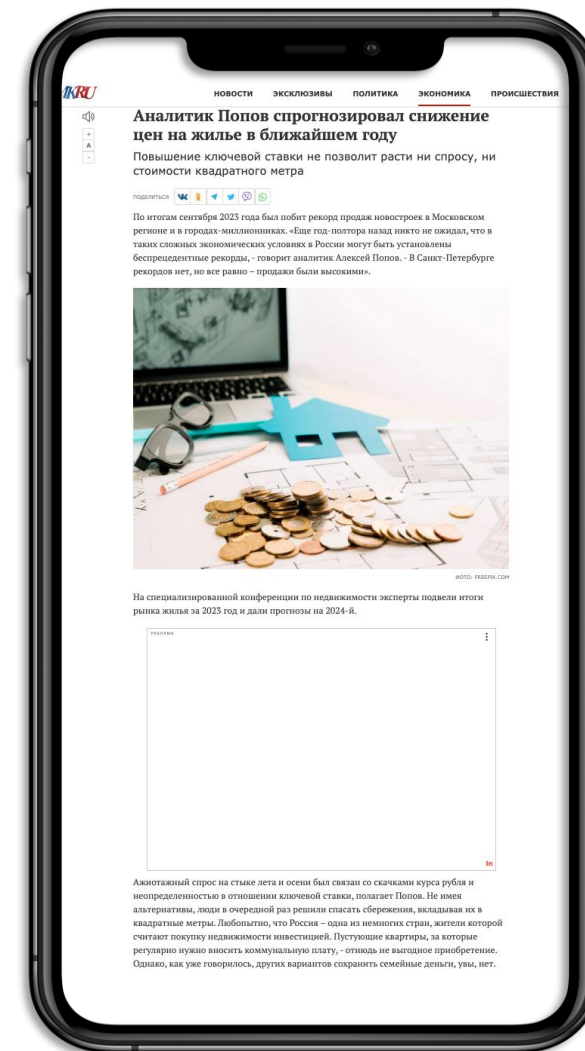 MKRU
НОВОСТИ ЭКСКЛЮЗИВЫ ПОЛИТИКА ЭКОНОМИКА ПРОИСШЕСТВИЯ
Аналитик Попов спрогнозировал снижение
цен на жилье в ближайшем году
+
A
-
Повышение ключевой ставки не позволит расти ни спросу, ни
стоимости квадратного метра
ПОДЕЛИТЬСЯ
По итогам сентября 2023 года был побит рекорд продаж новостроек в Московском
регионе и в городах-миллионниках. «Еще год-полтора назад никто не ожидал, что в
таких сложных экономических условиях в России могут быть установлены
беспрецедентные рекорды, - говорит аналитик Алексей Попов. - В Санкт-Петербурге
рекордов нет, но все равно – продажи были высокими».
ФОТО: FREEPIK.COM
На специализированной конференции по недвижимости эксперты подвели итоги
рынка жилья за 2023 год и дали прогнозы на 2024-й.
РЕКЛАМА
In
Ажиотажный спрос на стыке лета и осени был связан со скачками курса рубля и
неопределенностью в отношении ключевой ставки, полагает Попов. Не имея
альтернативы, люди в очередной раз решили спасать сбережения, вкладывая их в
квадратные метры. Любопытно, что Россия – одна из немногих стран, жители которой
считают покупку недвижимости инвестицией. Пустующие квартиры, за которые
регулярно нужно вносить коммунальную плату, - отнюдь не выгодное приобретение.
Однако, как уже говорилось, других вариантов сохранить семейные деньги, увы, нет.